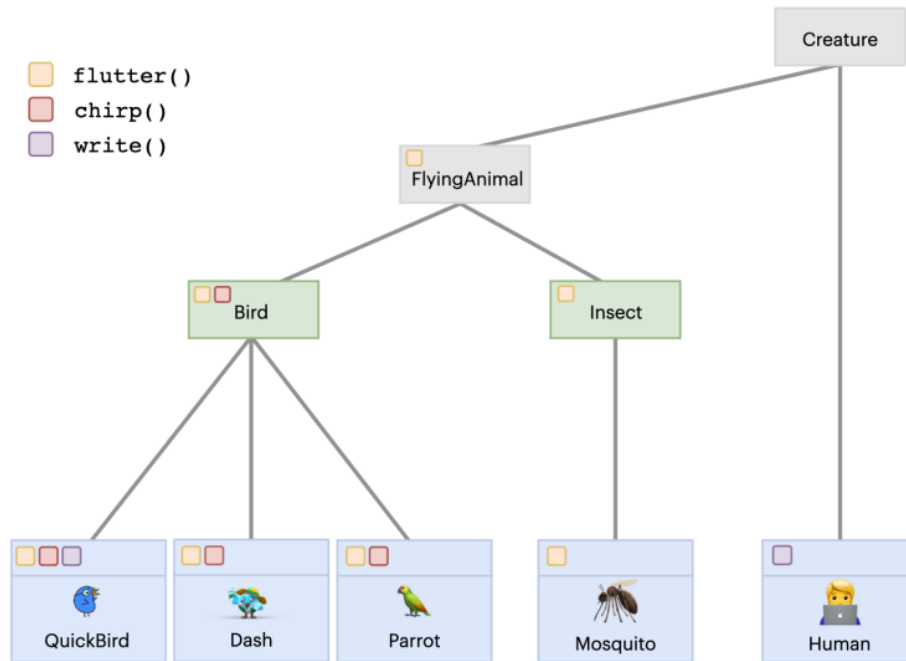 Creature
flutter()
chirp()
write()
FlyingAnimal
Bird
Insect
QuickBird
Dash
Parrot
Mosquito
Human